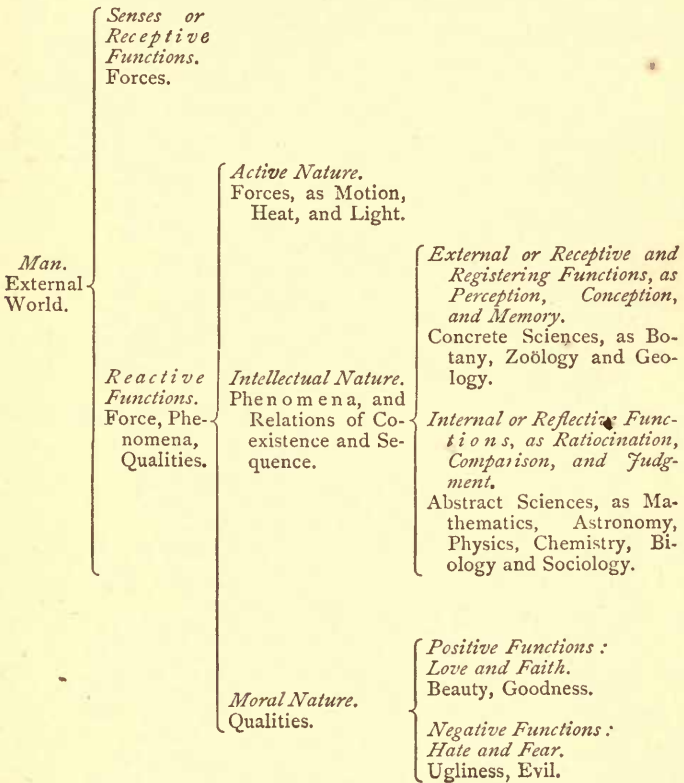 Senses or
Receptive
Functions.
Forces.
Man.
External
World.
Reactive
Functions.
Force, Phe-
nomena,
Qualities.
Active Nature.
Forces, as Motion,
Heat, and Light.
Intellectual Nature.
Phenomena, and
Relations of Co-
existence and Se-
quence.
External or Receptive and
Registering Functions, as
Perception, Conception,
and Memory.
Concrete Sciences, as Bo-
tany, Zoölogy and Geo-
logy.
Internal or Reflective Func-
tions, as Ratiocination,
Comparison, and Judg-
ment.
Abstract Sciences, as Ma-
thematics, Astronomy,
Physics, Chemistry, Bi-
ology and Sociology.
Moral Nature.
Qualities.
Positive Functions:
Love and Faith.
Beauty, Goodness.
Negative Functions:
Hate and Fear.
Ugliness, Evil.